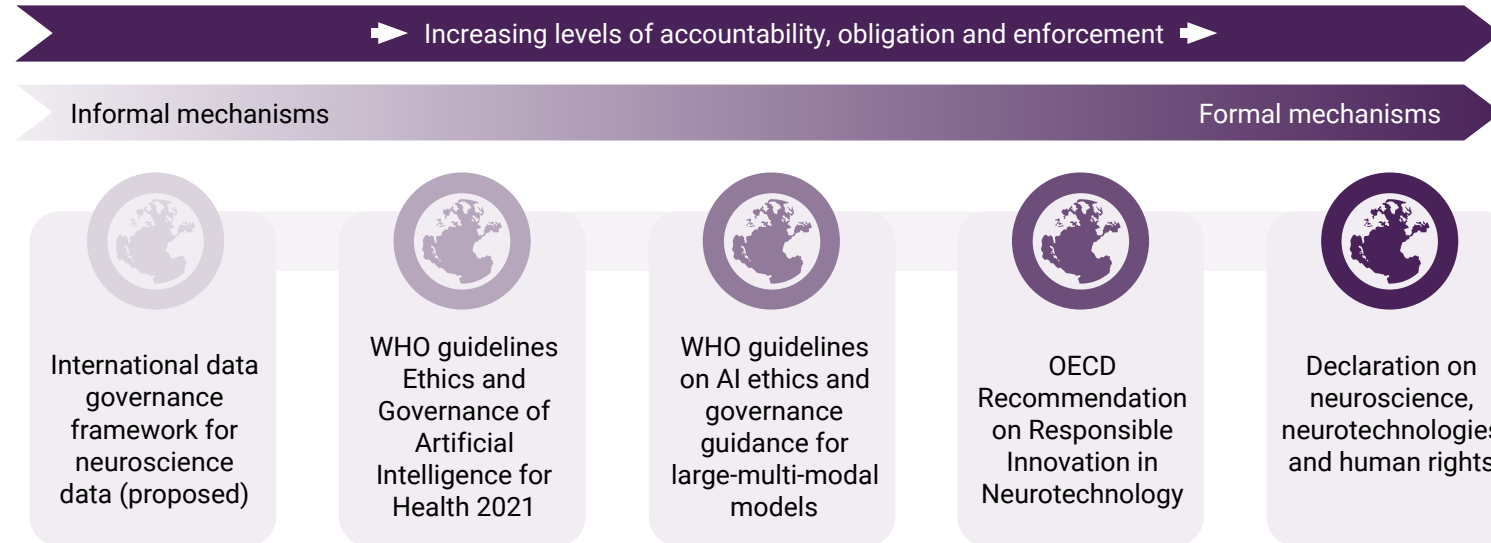 Increasing levels of accountability, obligation and enforcement
Informal mechanisms
Formal mechanisms
International data
governance
framework for
neuroscience
data (proposed)
WHO guidelines
Ethics and
Governance of
Artificial
Intelligence for
Health 2021
WHO guidelines
on AI ethics and
governance
guidance for
large-multi-modal
models
OECD
Recommendation
on Responsible
Innovation in
Neurotechnology
Declaration on
neuroscience,
neurotechnologies
and human rights